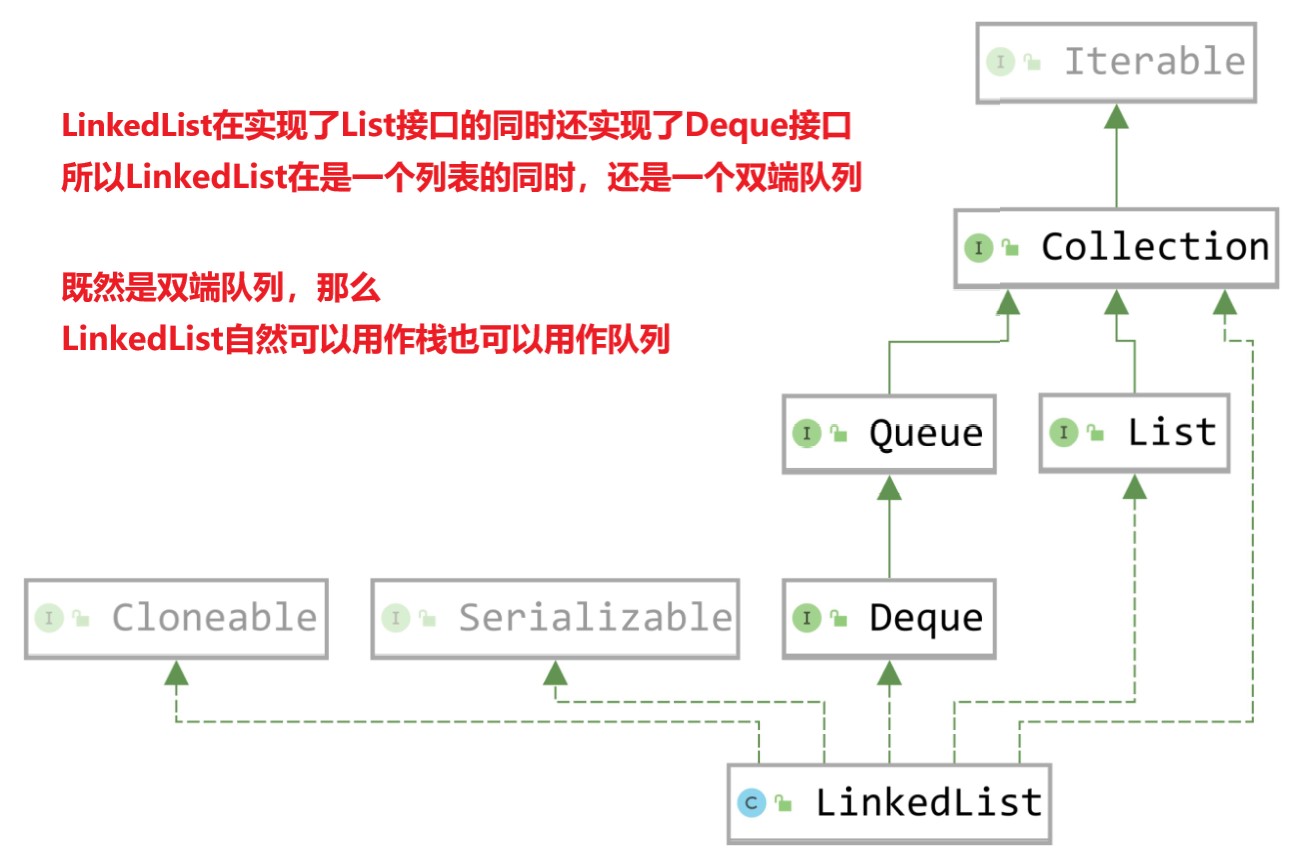 LinkedList在实现了List接口的同时还实现了Deque接口
所以LinkedList在是一个列表的同时，还是一个双端队列
既然是双端队列，那么
LinkedList自然可以用作栈也可以用作队列
I Iterable
I Collection
I Queue
I List
I Cloneable
I Serializable
I Deque
C LinkedList